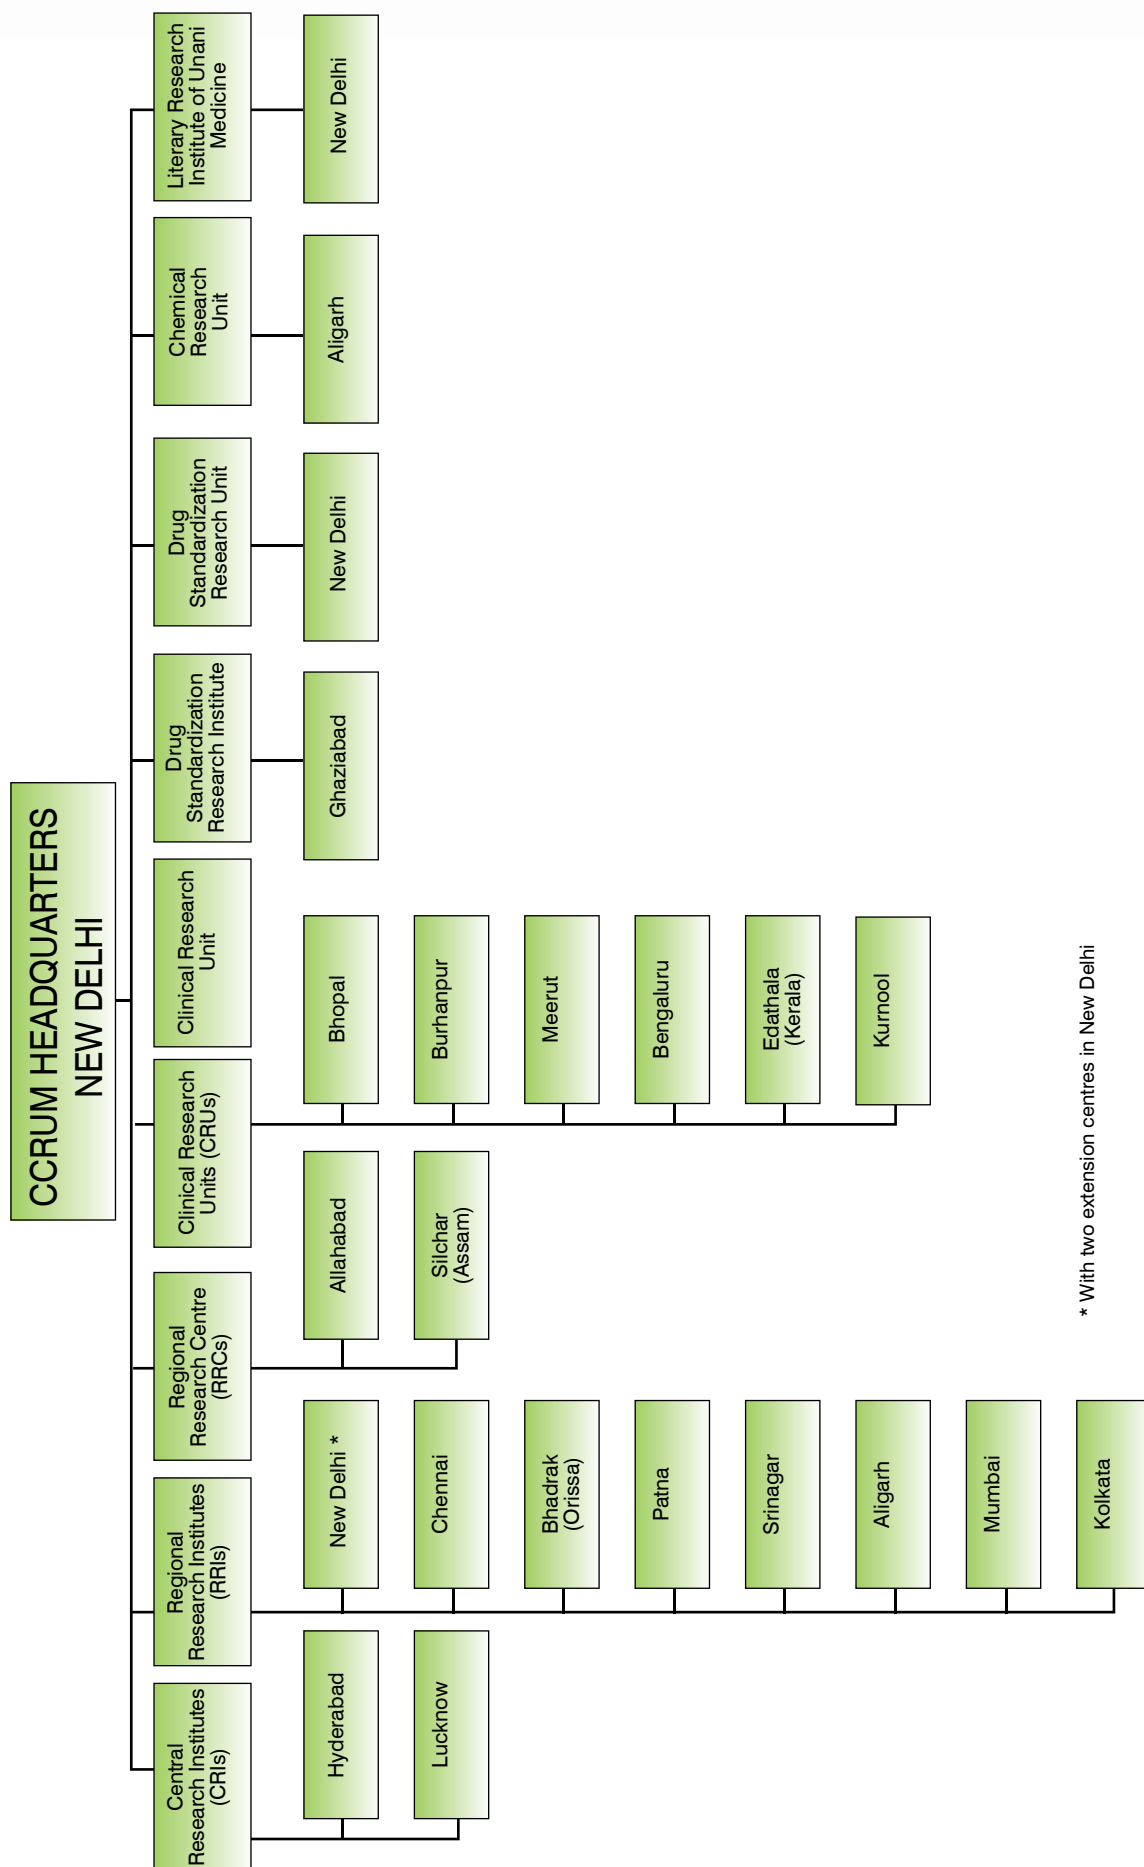 CCRUM HEADQUARTERS
NEW DELHI
Central
Research Institutes
(CRIs)
Hyderabad
Lucknow
Regional
Research Institutes
(RRIs)
New Delhi *
Chennai
Bhadrak
(Orissa)
Patna
Srinagar
Aligarh
Mumbai
Kolkata
Regional
Research Centre
(RRCs)
Allahabad
Silchar
(Assam)
Clinical Research
Units (CRUs)
Bhopal
Burhanpur
Meerut
Bengaluru
Edathala
(Kerala)
Kurnool
Clinical Research
Unit
Drug
Standardization
Research Institute
Ghaziabad
Drug
Standardization
Research Unit
New Delhi
Chemical
Research
Unit
Aligarh
Literary Research
Institute of Unani
Medicine
New Delhi
* With two extension centres in New Delhi